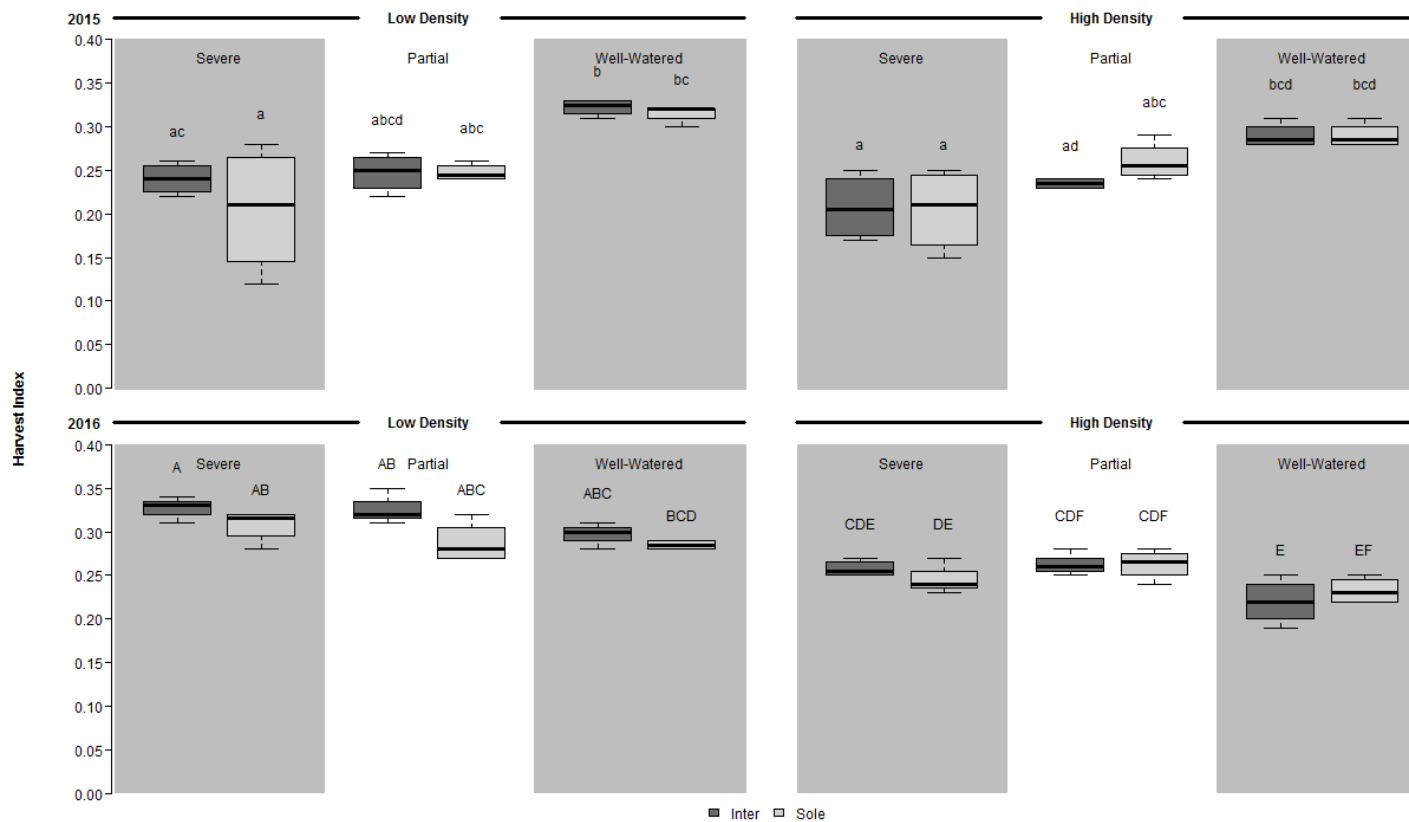 2015 Low Density High Density
0.40
Severe Partial Well-Watered Severe Partial Well-Watered
0.35 b bc bcd bcd
0.30 ac a abcd abc a a ad abc
0.25
0.20
0.15
0.10
0.05
0.00
Harvest Index
2016 Low Density High Density
0.40
Severe Partial Well-Watered Severe Partial Well-Watered
A AB
0.35 AB ABC ABC BCD
0.30 CDE DE CDF CDF E EF
0.25
0.20
0.15
0.10
0.05
0.00
Inter Sole